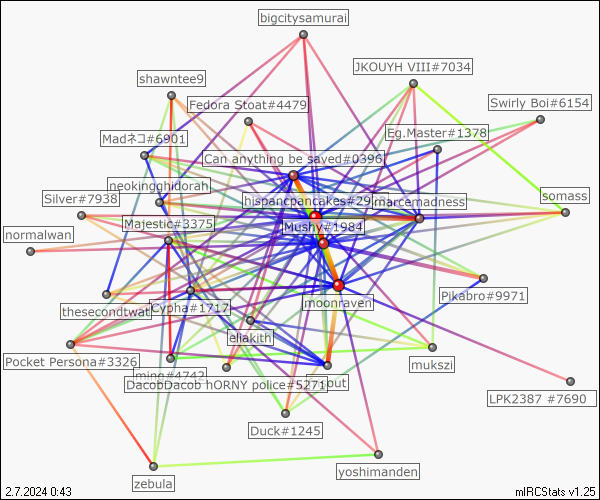 bigcitysamurai
JKOUYH VIII#7034
shawntee9
Fedora Stoat#4479
Swirly Boi#6154
Eg.Master#1378
Madネコ#6901
Can anything be saved#0396
neokingghidorah
hispancpancakes#29
marcemadness
somass
Silver#7938
Majestic#3375
Mushy#1984
normalwan
moonraven
Pikabro#9971
thesecondtwat
Cypha#1717
eliakith
Pocket Persona#3326
ming#4742
DacobDacob hORNY police#5271
out
mukszi
LPK2387 #7690
Duck#1245
yoshimanden
zebula
2.7.2024 0:43
mIRCStats v1.25